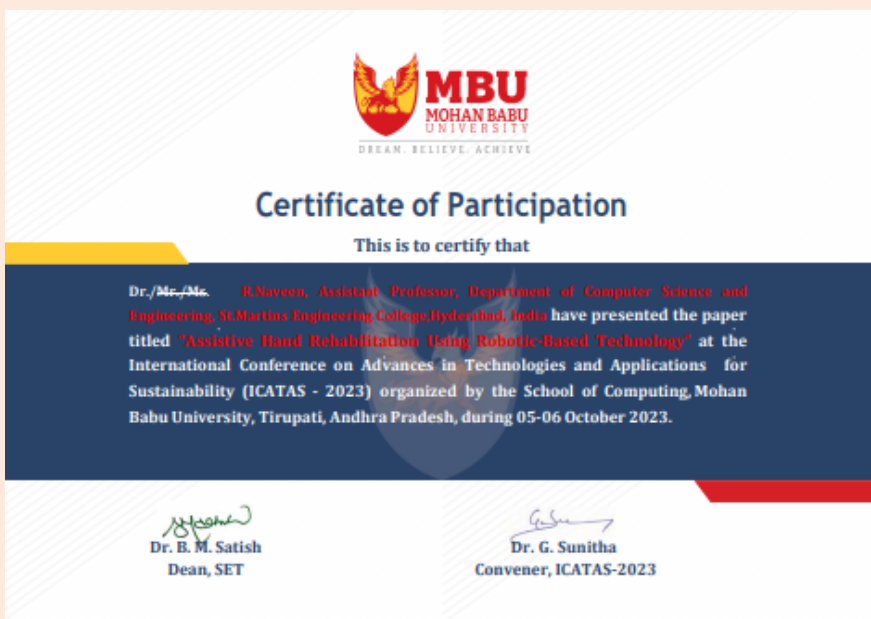 MBU
MOHAN BABU
UNIVERSITY
DREAM. BELIEVE. ACHIEVE
Certificate of Participation
This is to certify that
Dr./Mr./Ms. R.Naveen, Assistant Professor, Department of Computer Science and
Engineering, St.Martins Engineering College,Hyderabad, India have presented the paper
titled "Assistive Hand Rehabilitation Using Robotic-Based Technology" at the
International Conference on Advances in Technologies and Applications for
Sustainability (ICATAS - 2023) organized by the School of Computing, Mohan
Babu University, Tirupati, Andhra Pradesh, during 05-06 October 2023.
Dr. B. M. Satish
Dean, SET
Dr. G. Sunitha
Convener, ICATAS-2023